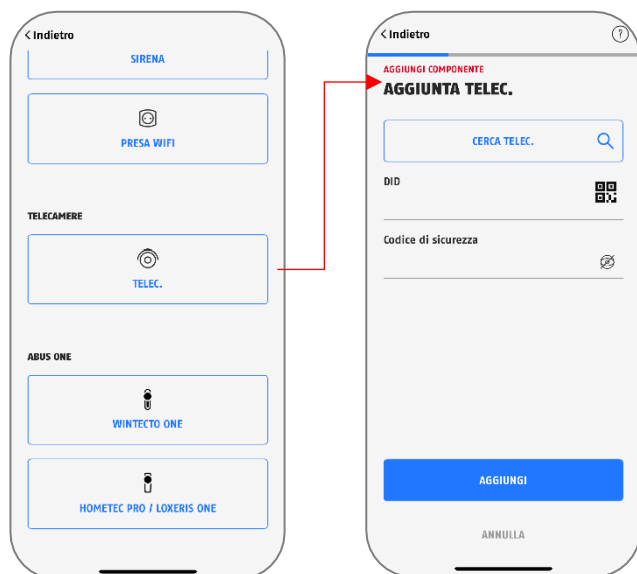 Indietro
SIRENA
PRESA WIFI
TELECAMERE
TELEC.
ABUS ONE
WINTECTO ONE
HOMETEC PRO / LOXERIS ONE
Indietro
?
AGGIUNGI COMPONENTE
AGGIUNTA TELEC.
CERCA TELEC.
DID
Codice di sicurezza
AGGIUNGI
ANNULLA